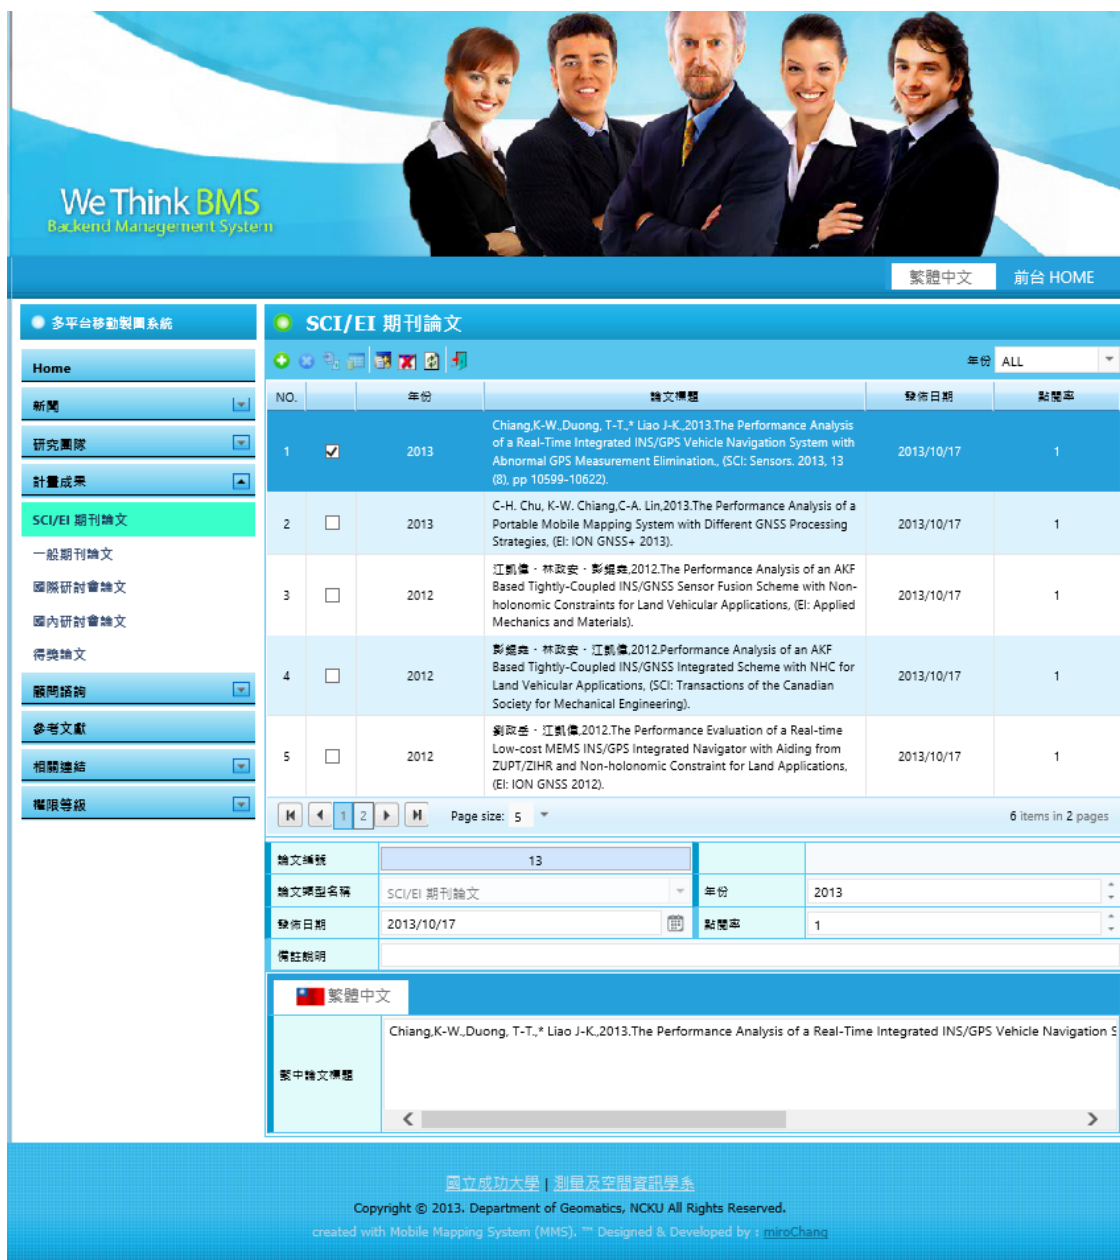 We Think BMS
Backend Management System
繁體中文
前台 HOME
多平台移動製圖系統
Home
新聞
研究團隊
計畫成果
SCI/EI 期刊論文
一般期刊論文
國際研討會論文
國內研討會論文
得獎論文
顧問諮詢
參考文獻
相關連結
權限等級
SCI/EI 期刊論文
年份 ALL
NO. 年份 論文標題 發佈日期 點閱率
1 2013
Chiang,K-W.,Duong, T-T.,* Liao J-K.,2013.The Performance Analysis
of a Real-Time Integrated INS/GPS Vehicle Navigation System with
Abnormal GPS Measurement Elimination., (SCI: Sensors. 2013, 13
(8), pp 10599-10622).
2013/10/17 1
2 2013
C-H. Chu, K-W. Chiang,C-A. Lin,2013.The Performance Analysis of a
Portable Mobile Mapping System with Different GNSS Processing
Strategies, (EI: ION GNSS+ 2013).
2013/10/17 1
3 2012
江凱偉、林政安、彭錕堯,2012.The Performance Analysis of an AKF
Based Tightly-Coupled INS/GNSS Sensor Fusion Scheme with Non-
holonomic Constraints for Land Vehicular Applications, (EI: Applied
Mechanics and Materials).
2013/10/17 1
4 2012
彭錕堯、林政安、江凱偉,2012.Performance Analysis of an AKF
Based Tightly-Coupled INS/GNSS Integrated Scheme with NHC for
Land Vehicular Applications, (SCI: Transactions of the Canadian
Society for Mechanical Engineering).
2013/10/17 1
5 2012
劉政岳、江凱偉,2012.The Performance Evaluation of a Real-time
Low-cost MEMS INS/GPS Integrated Navigator with Aiding from
ZUPT/ZIHR and Non-holonomic Constraint for Land Applications,
(EI: ION GNSS 2012).
2013/10/17 1
1 2 Page size: 5 6 items in 2 pages
論文編號 13
論文類型名稱 SCI/EI 期刊論文 年份 2013
發佈日期 2013/10/17 點閱率 1
備註說明
繁體中文
繁中論文標題
Chiang,K-W.,Duong, T-T.,* Liao J-K.,2013.The Performance Analysis of a Real-Time Integrated INS/GPS Vehicle Navigation S
國立成功大學 | 測量及空間資訊學系
Copyright © 2013. Department of Geomatics, NCKU All Rights Reserved.
created with Mobile Mapping System (MMS). ™ Designed & Developed by : miroChang